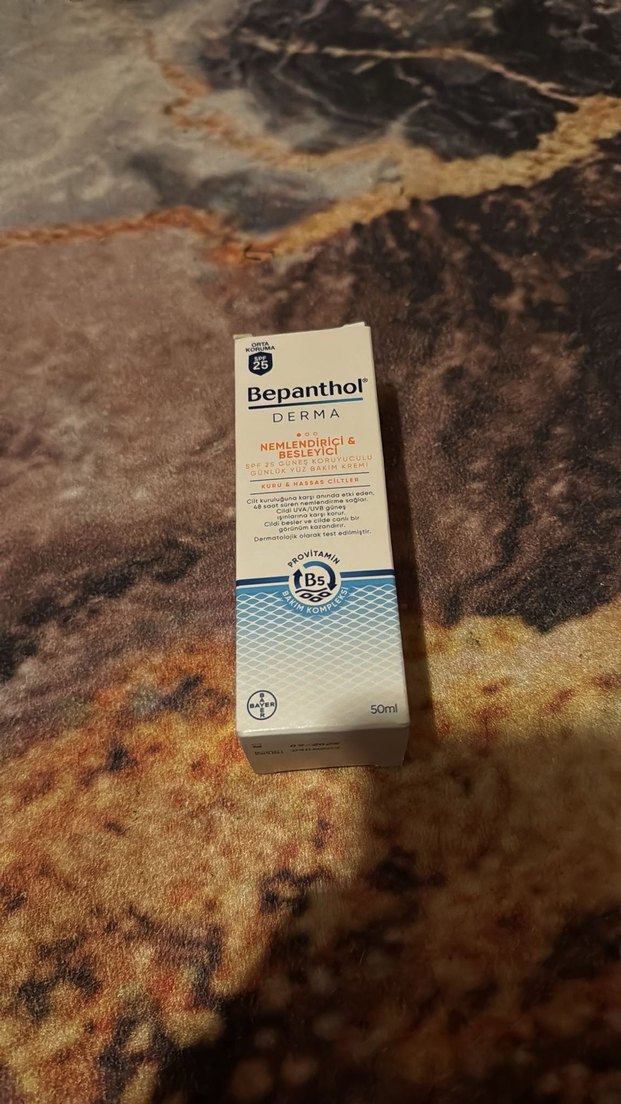 ORTA
KORUMA
SPF
25
Bepanthol®
DERMA
NEMLENDİRİCİ &
BESLEYİCİ
SPF 25 GÜNEŞ KORUYUCULU
GÜNLÜK YÜZ BAKIM KREMİ
KURU & HASSAS CİLTLER
Cilt kuruluğuna karşı anında etki eden,
48 saat süren nemlendirme sağlar.
Cildi UVA/UVB güneş
ışınlarına karşı korur.
Cildi besler ve cilde canlı bir
görünüm kazandırır.
Dermatolojik olarak test edilmiştir.
PROVİTAMİN
B5
BAKIM KOMPLEKSİ
BAYER
BAYER
50ml